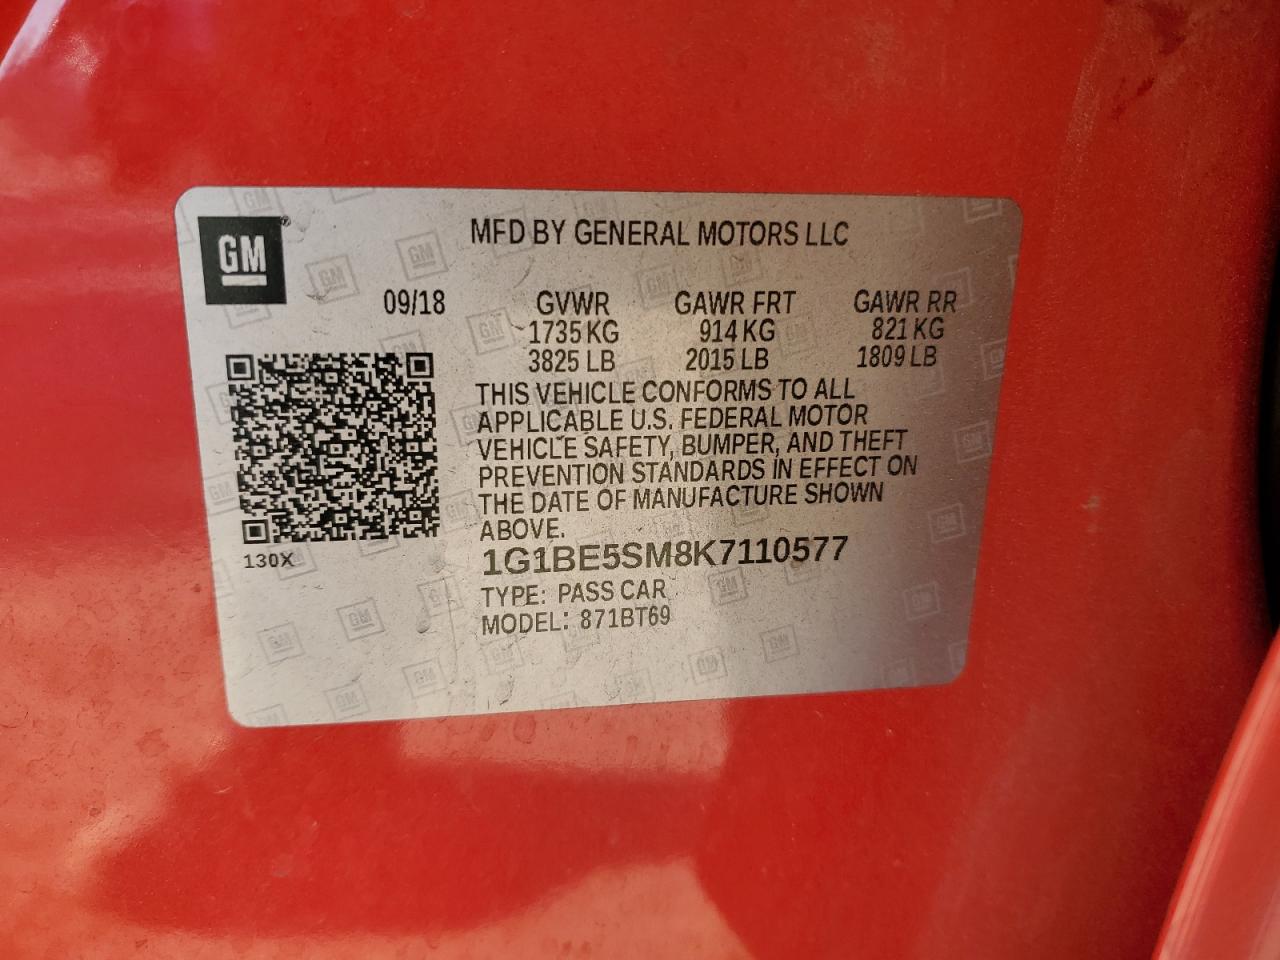 GM®
MFD BY GENERAL MOTORS LLC
09/18 GVWR GAWR FRT GAWR RR
1735 KG 914 KG 821 KG
3825 LB 2015 LB 1809 LB
THIS VEHICLE CONFORMS TO ALL
APPLICABLE U.S. FEDERAL MOTOR
VEHICLE SAFETY, BUMPER, AND THEFT
PREVENTION STANDARDS IN EFFECT ON
THE DATE OF MANUFACTURE SHOWN
ABOVE.
130X
1G1BE5SM8K7110577
TYPE: PASS CAR
MODEL: 871BT69